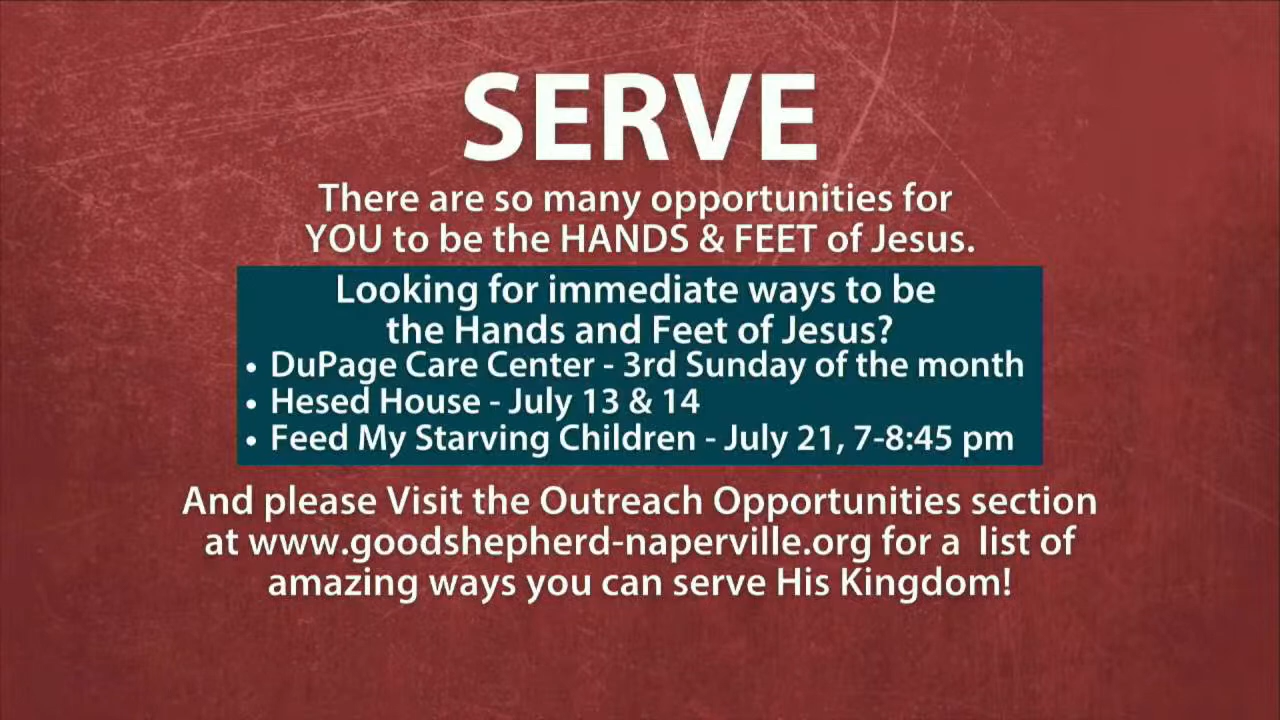 SERVE
There are so many opportunities for
YOU to be the HANDS & FEET of Jesus.
Looking for immediate ways to be
the Hands and Feet of Jesus?
• DuPage Care Center - 3rd Sunday of the month
• Hesed House - July 13 & 14
• Feed My Starving Children - July 21, 7-8:45 pm
And please Visit the Outreach Opportunities section
at www.goodshepherd-naperville.org for a list of
amazing ways you can serve His Kingdom!